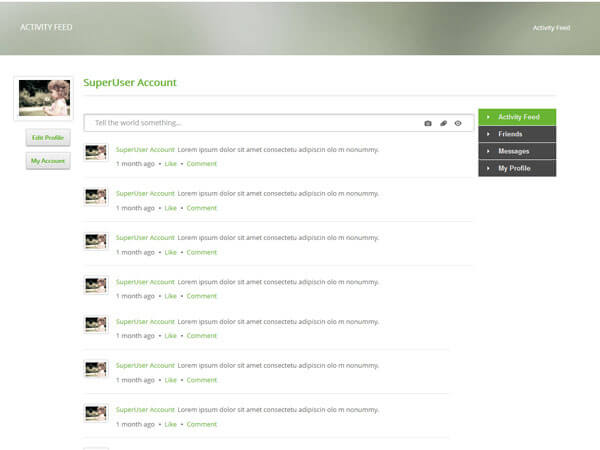 ACTIVITY FEED
Activity Feed
SuperUser Account
Edit Profile
My Account
Tell the world something...
Activity Feed
Friends
Messages
My Profile
SuperUser Account Lorem ipsum dolor sit amet consectetu adipiscin olo m nonummy.
1 month ago • Like • Comment
SuperUser Account Lorem ipsum dolor sit amet consectetu adipiscin olo m nonummy.
1 month ago • Like • Comment
SuperUser Account Lorem ipsum dolor sit amet consectetu adipiscin olo m nonummy.
1 month ago • Like • Comment
SuperUser Account Lorem ipsum dolor sit amet consectetu adipiscin olo m nonummy.
1 month ago • Like • Comment
SuperUser Account Lorem ipsum dolor sit amet consectetu adipiscin olo m nonummy.
1 month ago • Like • Comment
SuperUser Account Lorem ipsum dolor sit amet consectetu adipiscin olo m nonummy.
1 month ago • Like • Comment
SuperUser Account Lorem ipsum dolor sit amet consectetu adipiscin olo m nonummy.
1 month ago • Like • Comment